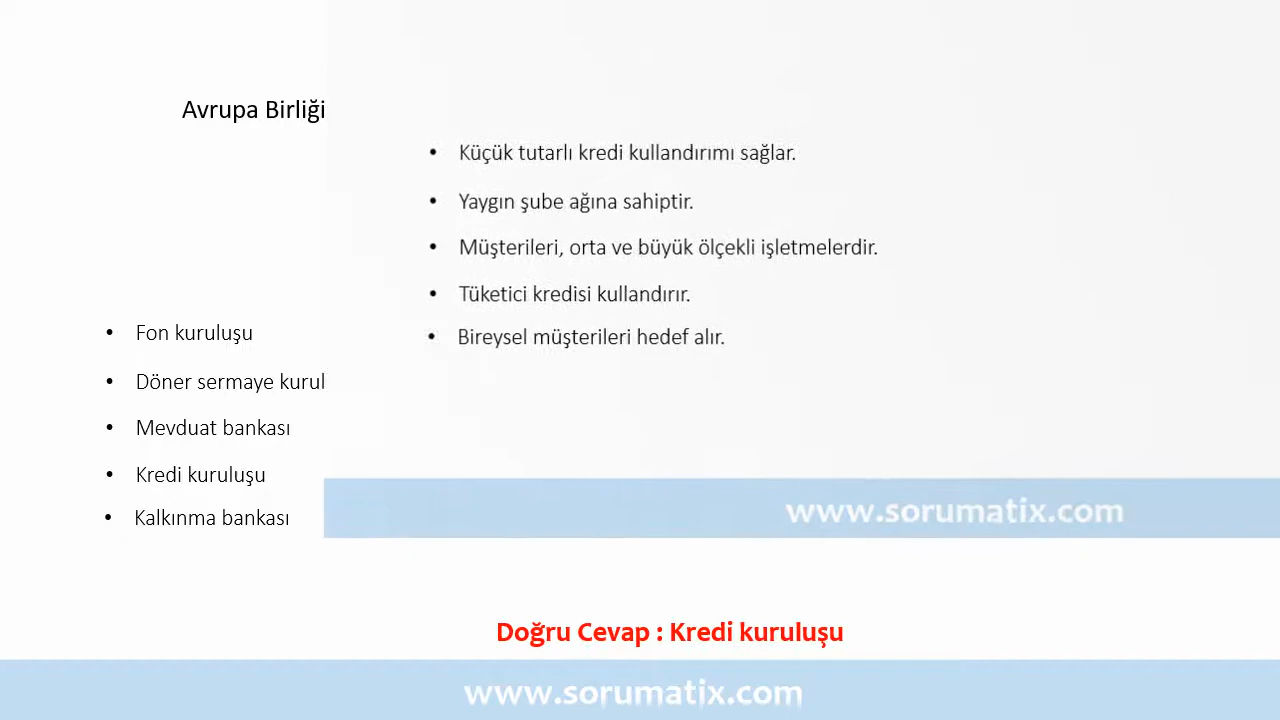 Avrupa Birliği
• Küçük tutarlı kredi kullandırımı sağlar.
• Yaygın şube ağına sahiptir.
• Müşterileri, orta ve büyük ölçekli işletmelerdir.
• Tüketici kredisi kullandırır.
• Bireysel müşterileri hedef alır.
• Fon kuruluşu
• Döner sermaye kurul
• Mevduat bankası
• Kredi kuruluşu
• Kalkınma bankası
www.sorumatix.com
Doğru Cevap : Kredi kuruluşu
www.sorumatix.com